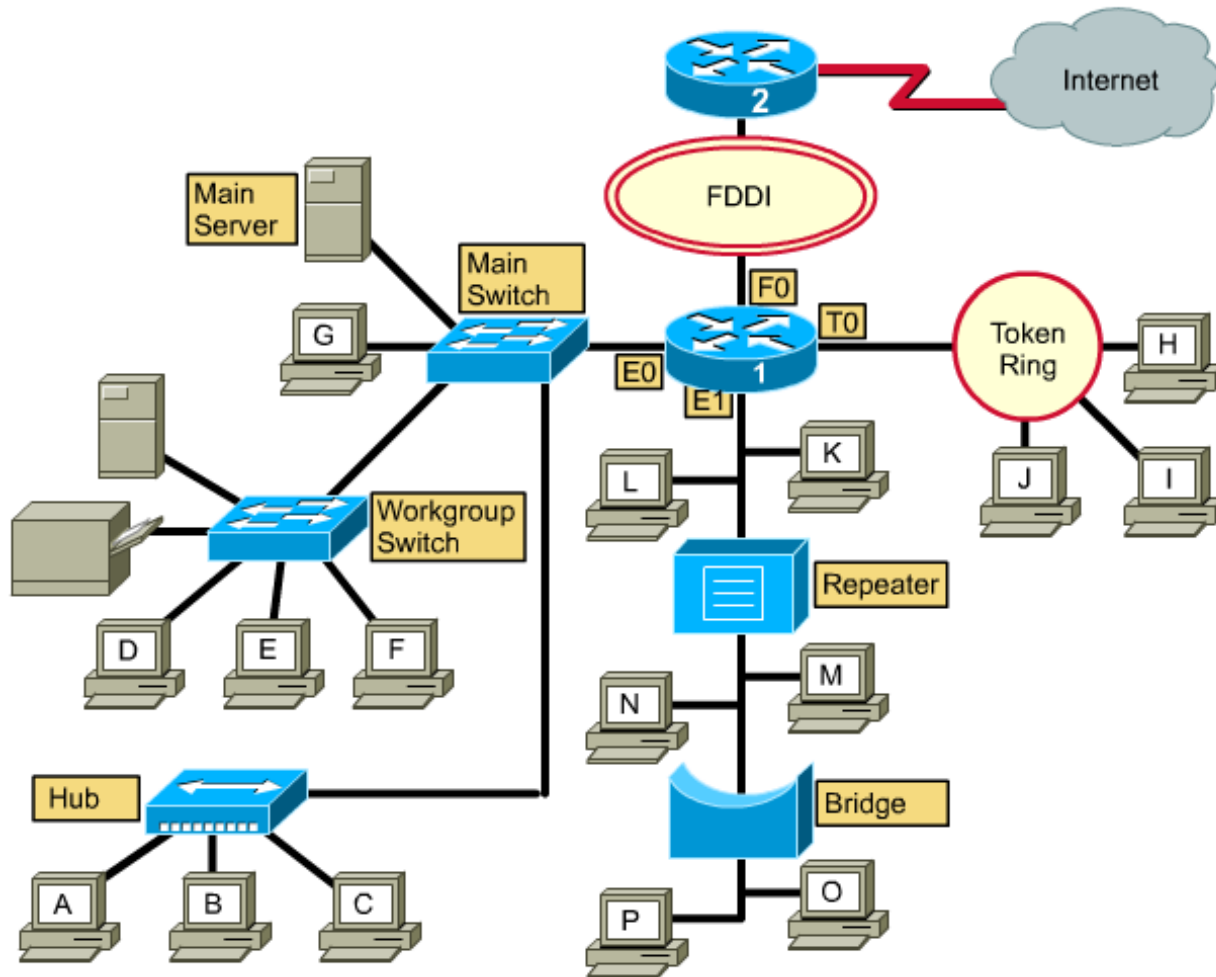 Internet
2
FDDI
Main
Server
Main
Switch
F0
T0
G
E0
1
E1
Token
Ring
H
K
L
J
I
Workgroup
Switch
Repeater
D
E
F
M
N
Hub
Bridge
A
B
C
O
P